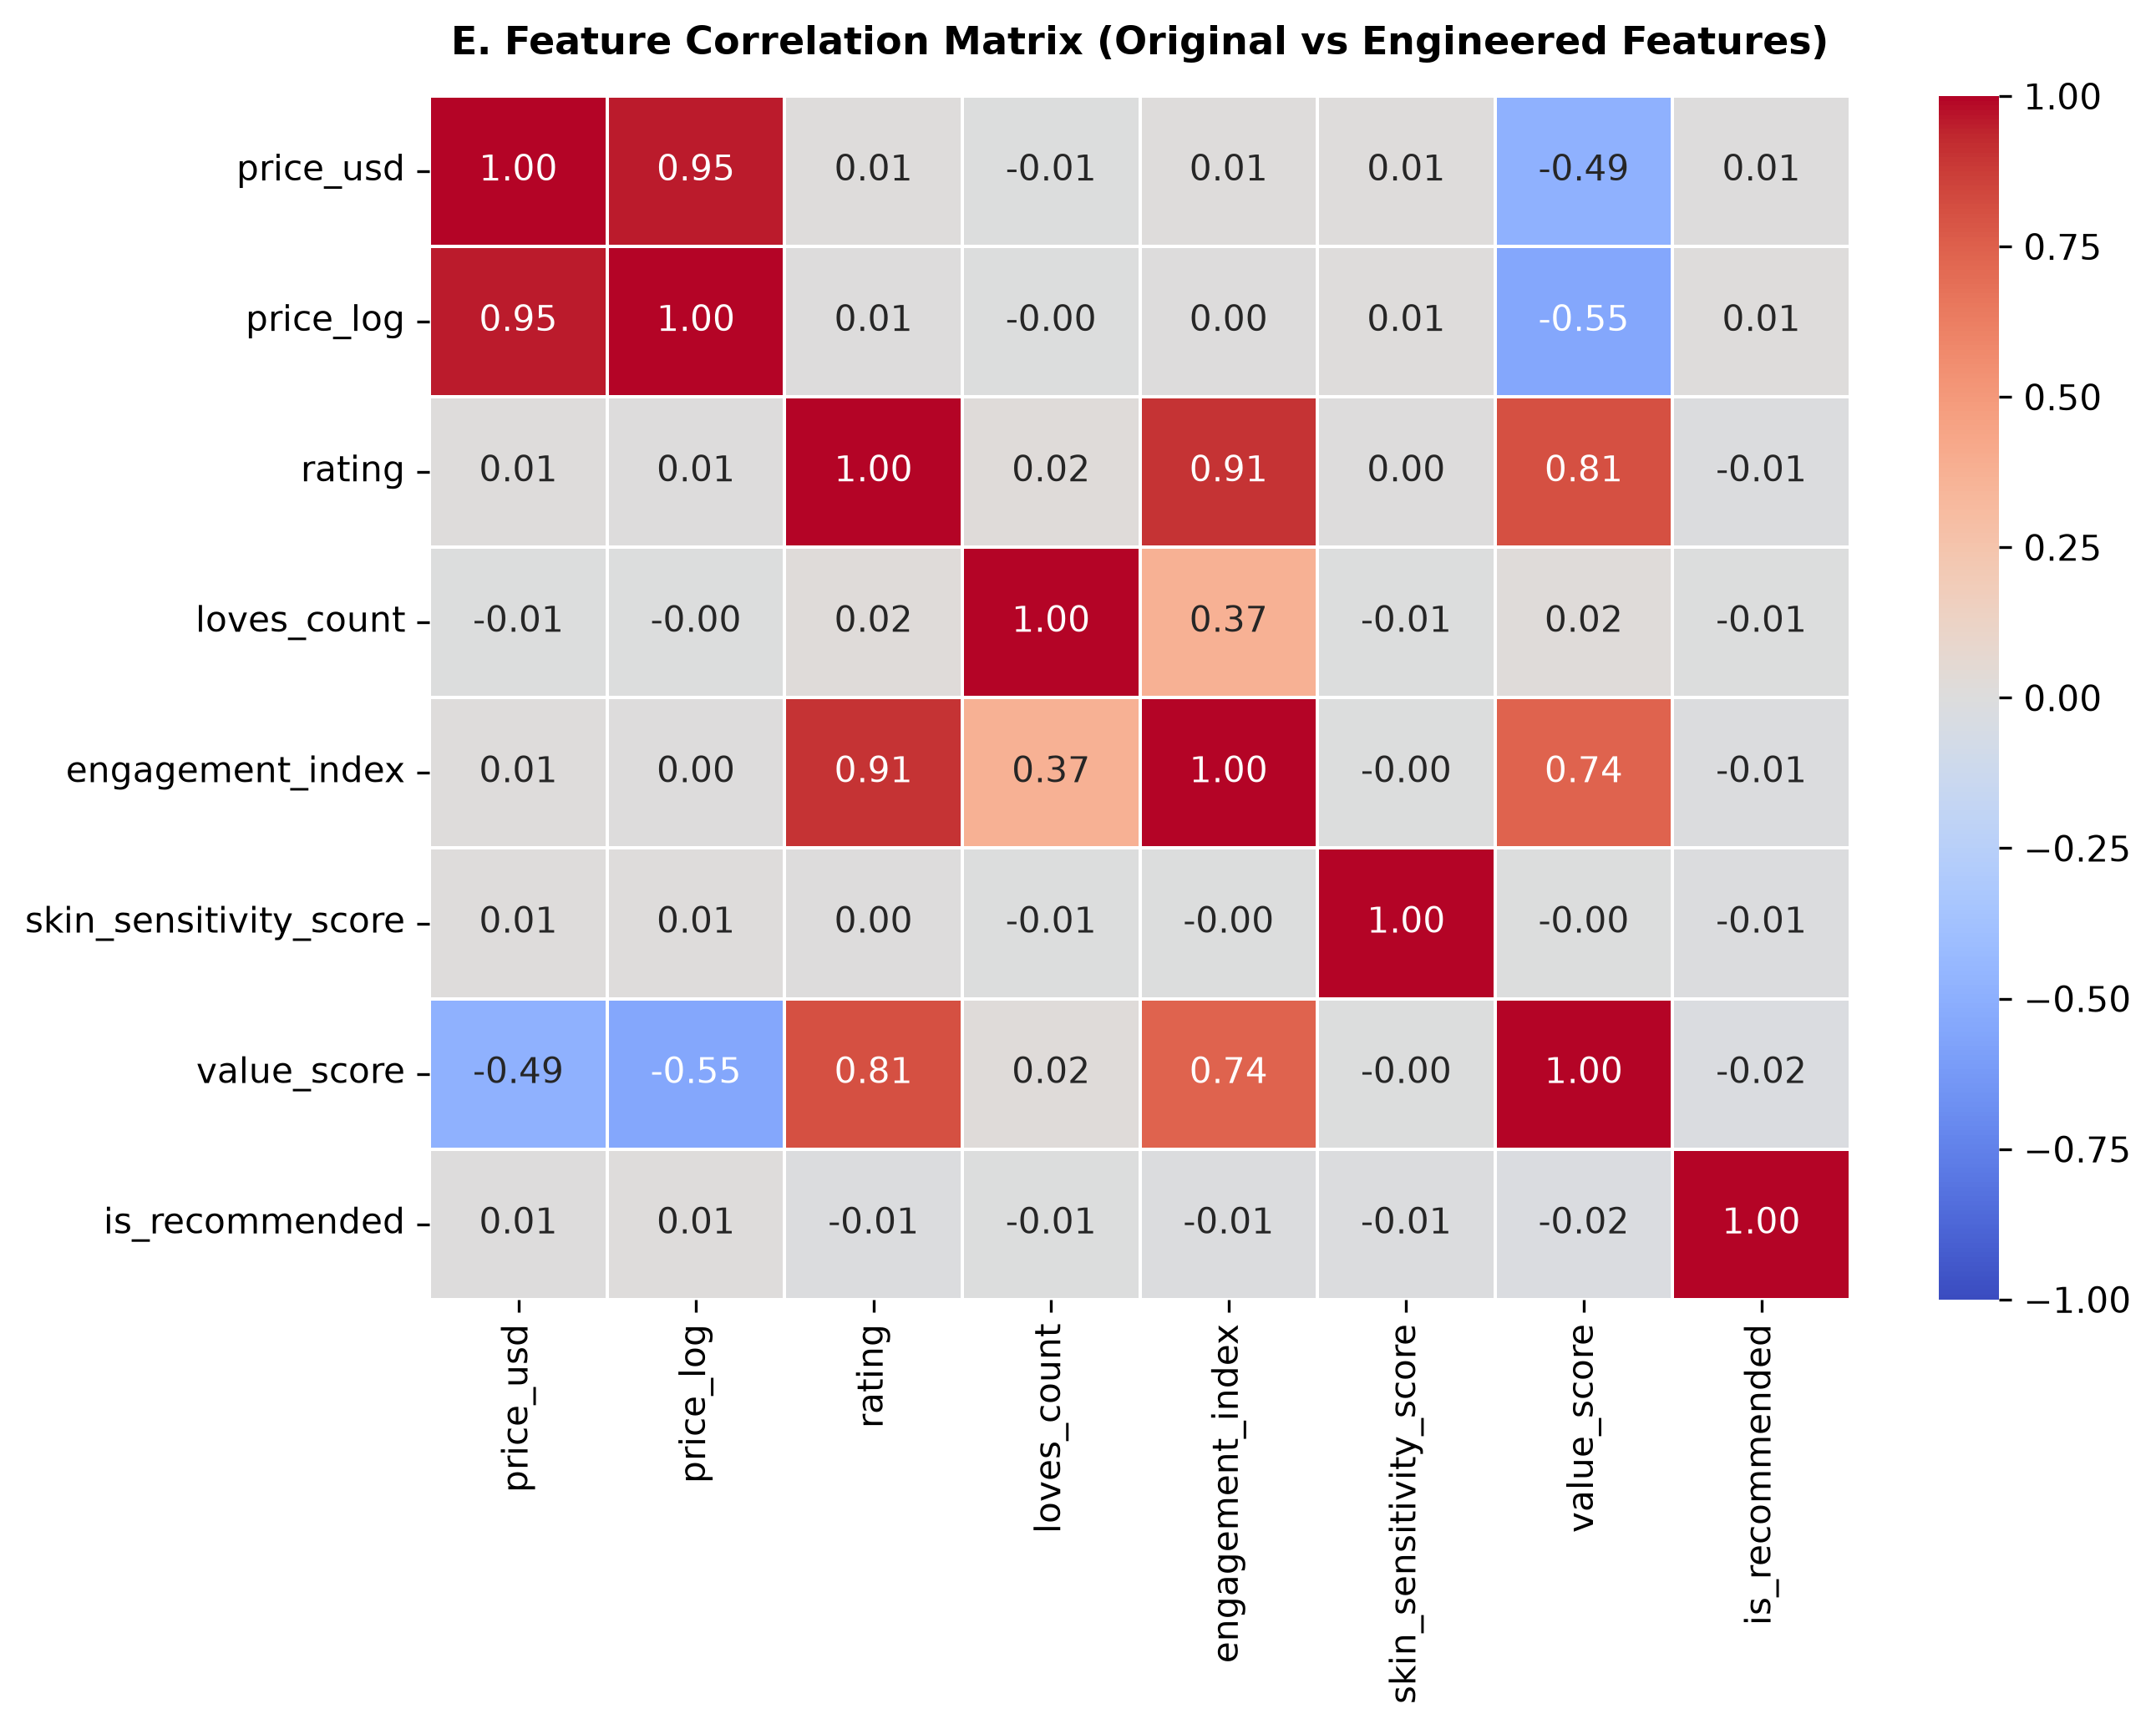 E. Feature Correlation Matrix (Original vs Engineered Features)
price_usd 1.00 0.95 0.01 -0.01 0.01 0.01 -0.49 0.01
price_log 0.95 1.00 0.01 -0.00 0.00 0.01 -0.55 0.01
rating 0.01 0.01 1.00 0.02 0.91 0.00 0.81 -0.01
loves_count -0.01 -0.00 0.02 1.00 0.37 -0.01 0.02 -0.01
engagement_index 0.01 0.00 0.91 0.37 1.00 -0.00 0.74 -0.01
skin_sensitivity_score 0.01 0.01 0.00 -0.01 -0.00 1.00 -0.00 -0.01
value_score -0.49 -0.55 0.81 0.02 0.74 -0.00 1.00 -0.02
is_recommended 0.01 0.01 -0.01 -0.01 -0.01 -0.01 -0.02 1.00
price_usd
price_log
rating
loves_count
engagement_index
skin_sensitivity_score
value_score
is_recommended
1.00
0.75
0.50
0.25
0.00
−0.25
−0.50
−0.75
−1.00